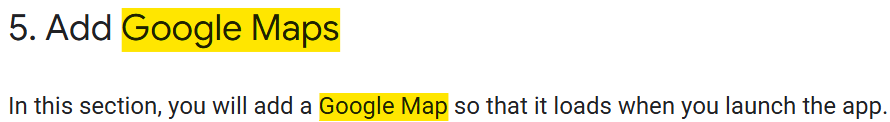 5. Add Google Maps
In this section, you will add a Google Map so that it loads when you launch the app.